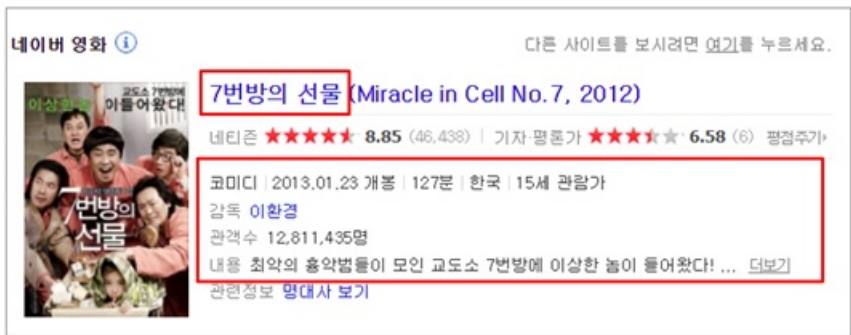 네이버 영화 i
다른 사이트를 보시려면 여기를 누르세요.
교도소 7번방에
이상한 놈이 들어왔다!
7번방의
선물
7번방의 선물 (Miracle in Cell No.7, 2012)
네티즌 ★★★★★ 8.85 (46,438) | 기자·평론가 ★★★★★ 6.58 (6) 평점주기
코미디 | 2013.01.23 개봉 | 127분 | 한국 | 15세 관람가
감독 이환경
관객수 12,811,435명
내용 최악의 흉악범들이 모인 교도소 7번방에 이상한 놈이 들어왔다! ... 더보기
관련정보 명대사 보기